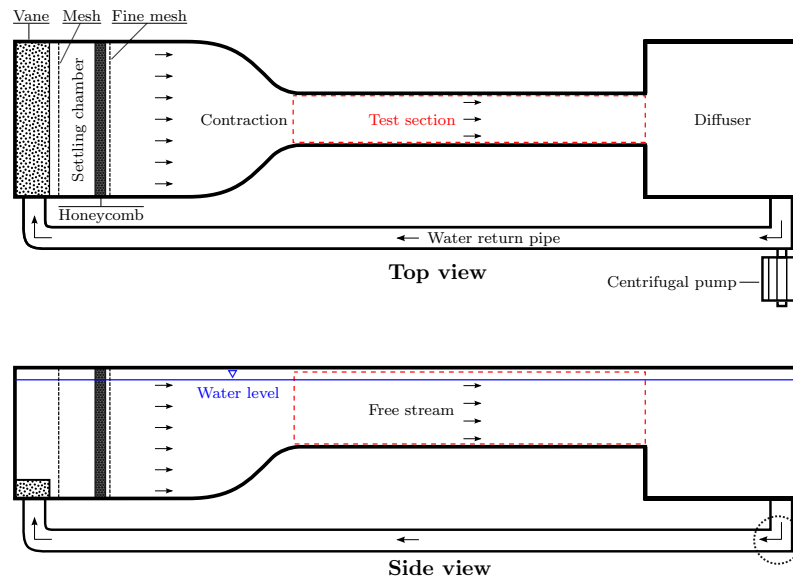 Vane
Mesh
Fine mesh
Settling chamber
Contraction
Test section
Diffuser
Honeycomb
Water return pipe
Top view
Centrifugal pump
Water level
Free stream
Side view